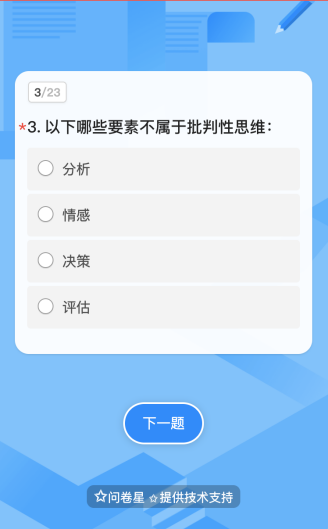 3/23
*3. 以下哪些要素不属于批判性思维：
分析
情感
决策
评估
下一题
☆问卷星 ☆提供技术支持